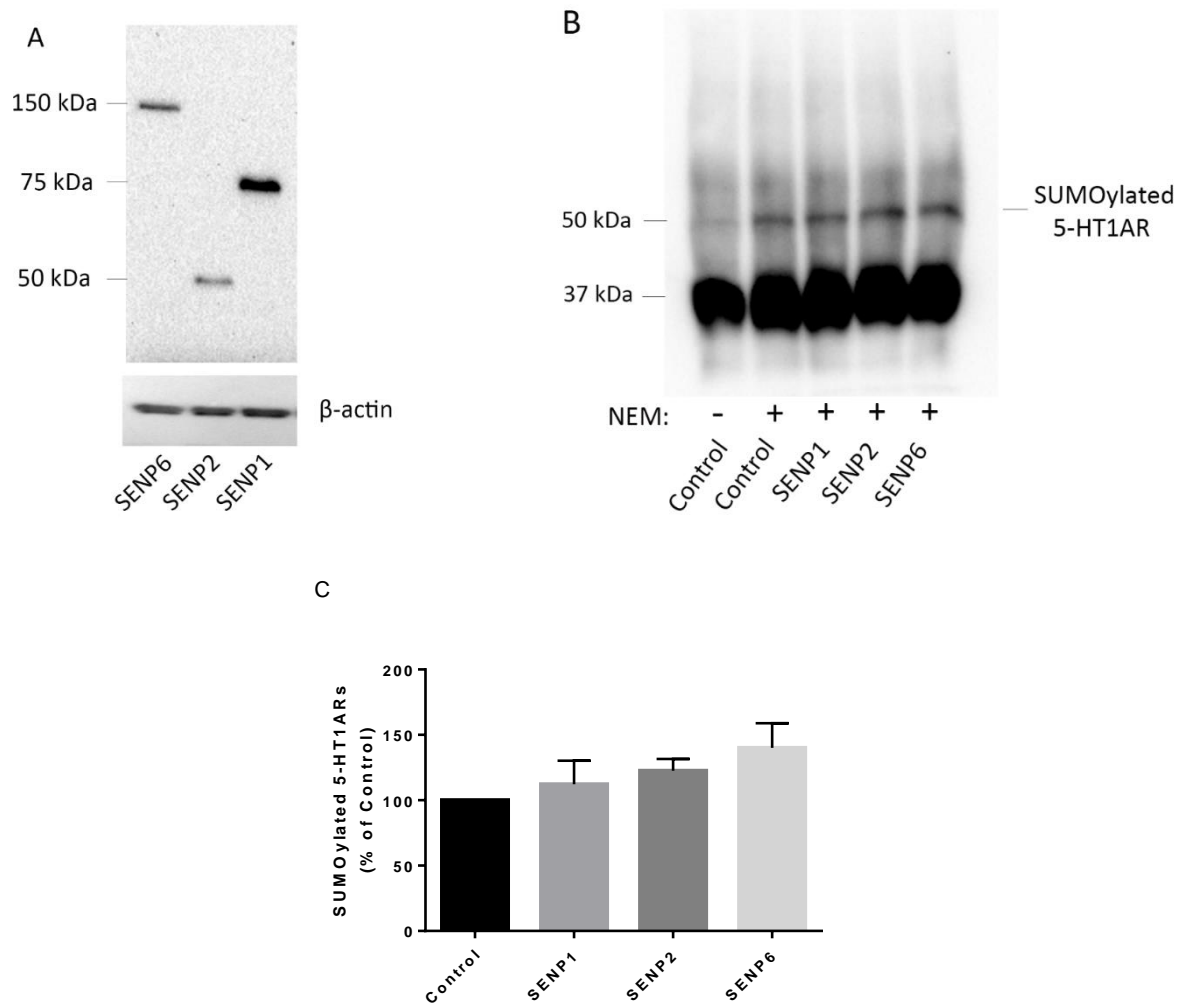 A
150 kDa
75 kDa
50 kDa
β-actin
SENP6
SENP2
SENP1
B
50 kDa
37 kDa
SUMOylated
5-HT1AR
NEM: - + + + +
Control
Control
SENP1
SENP2
SENP6
C
SUMOylated 5-HT1ARs
(% of Control)
200
150
100
50
0
Control
SENP1
SENP2
SENP6